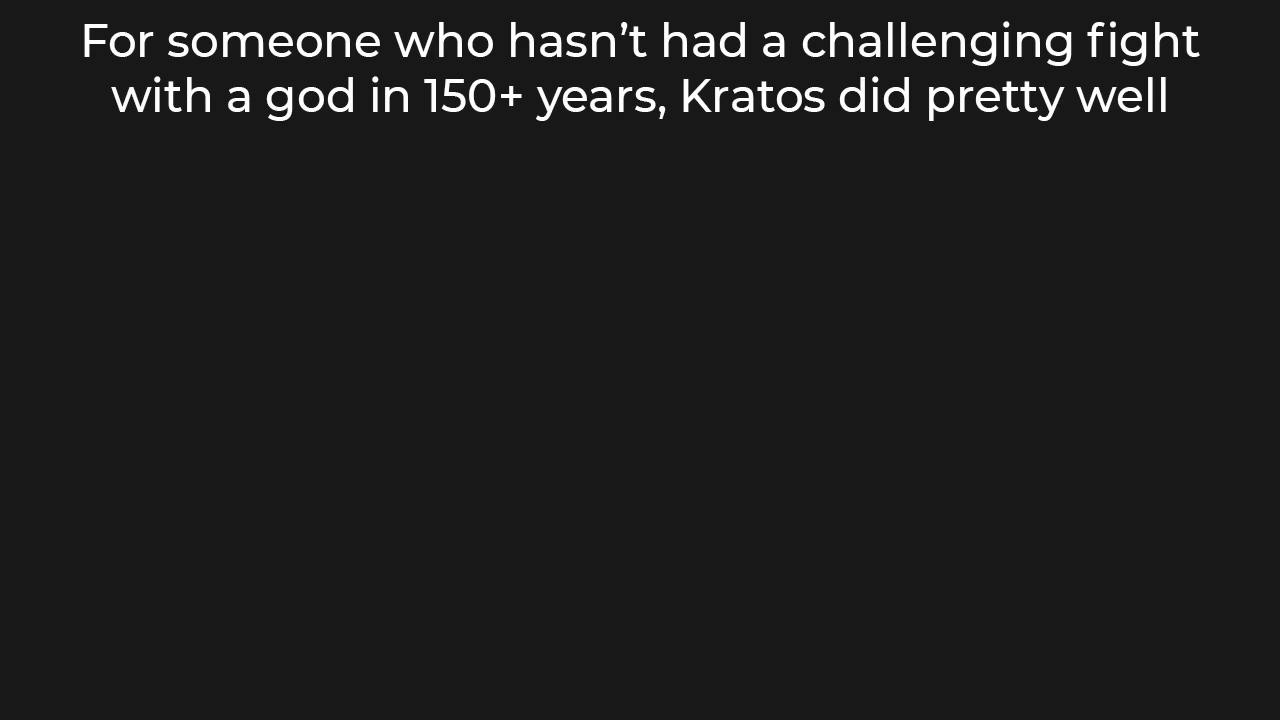 For someone who hasn’t had a challenging fight
with a god in 150+ years, Kratos did pretty well